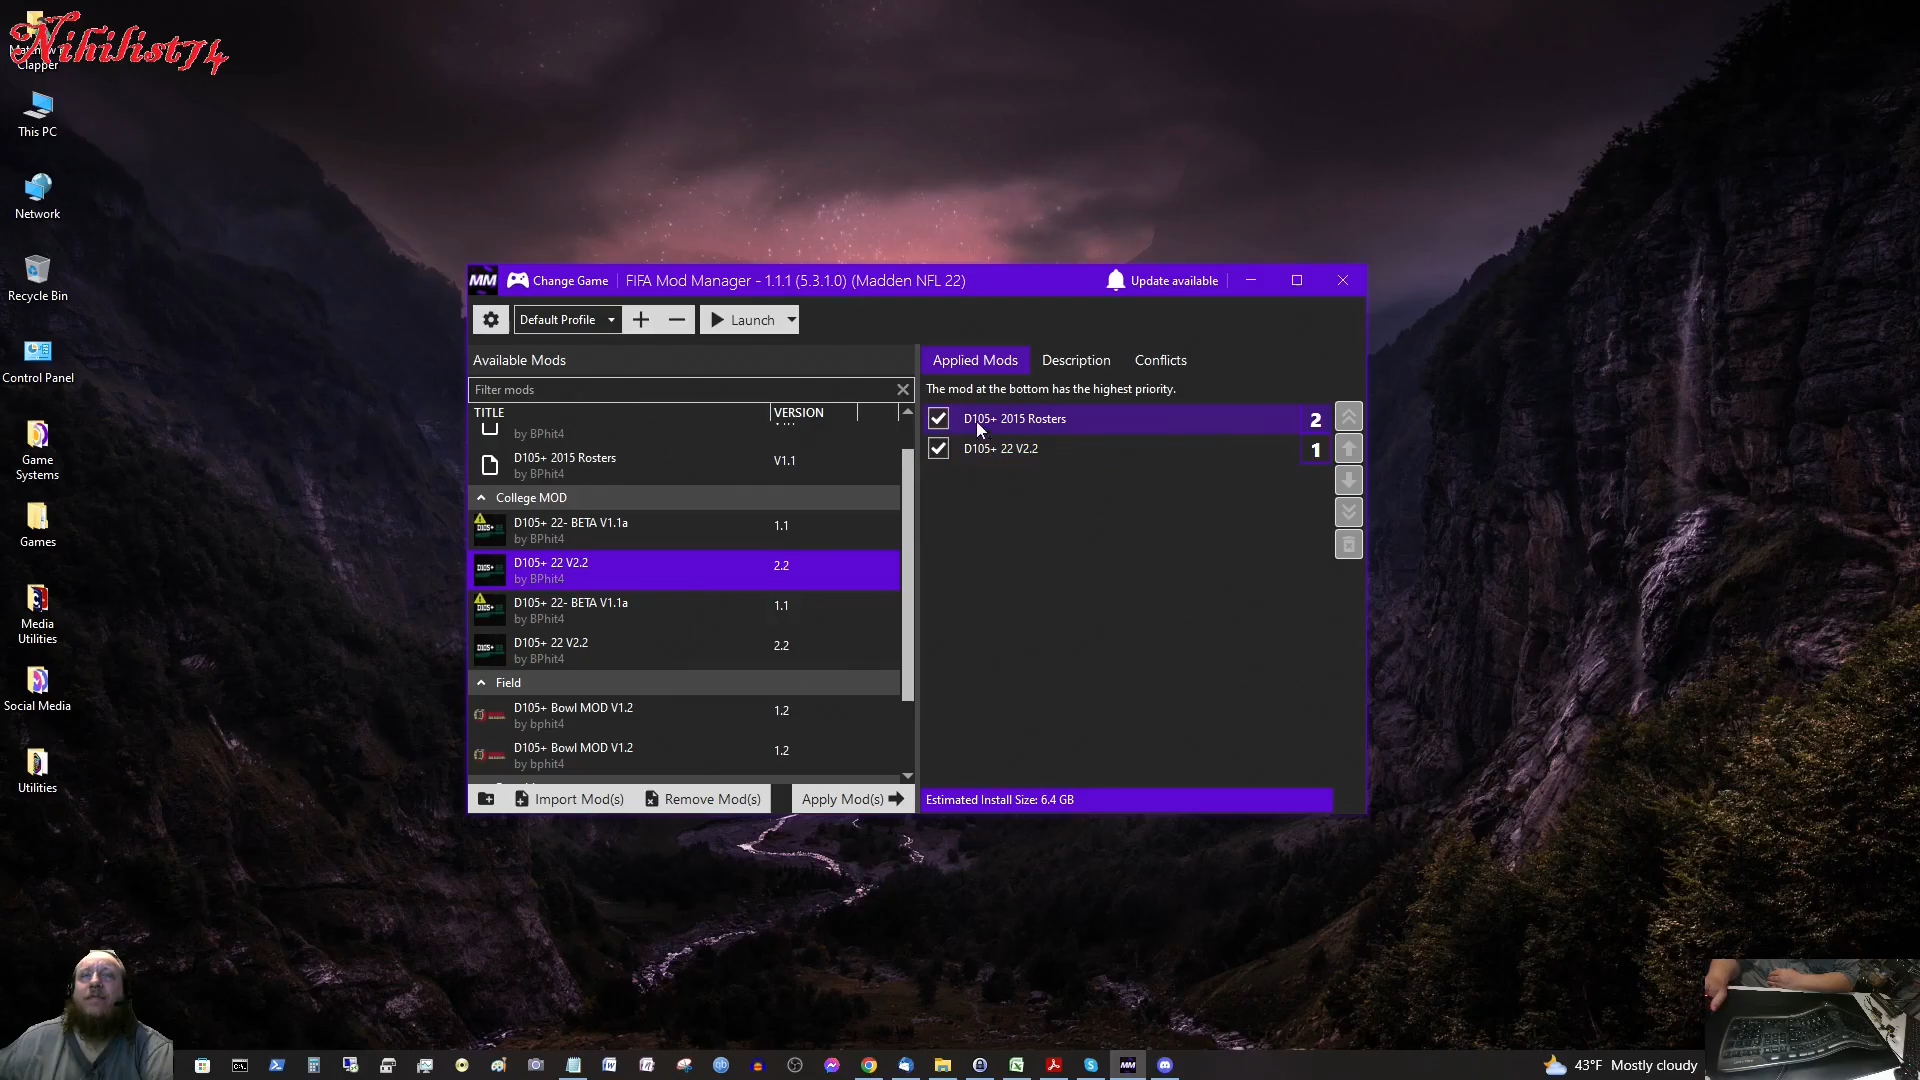 Nihilist74
Clapper
This PC
Network
Recycle Bin
Control Panel
Game
Systems
Games
Media
Utilities
Social Media
Utilities
MM
Change Game
FIFA Mod Manager - 1.1.1 (5.3.1.0) (Madden NFL 22)
Update available
Default Profile
Launch
Available Mods
Filter mods
TITLE
VERSION
by BPhit4
D105+ 2015 Rosters
V1.1
by BPhit4
College MOD
D105+ 22- BETA V1.1a
1.1
by BPhit4
D105+ 22 V2.2
2.2
by BPhit4
D105+ 22- BETA V1.1a
1.1
by BPhit4
D105+ 22 V2.2
2.2
by BPhit4
Field
D105+ Bowl MOD V1.2
1.2
by bphit4
D105+ Bowl MOD V1.2
1.2
by bphit4
Import Mod(s)
Remove Mod(s)
Apply Mod(s)
Applied Mods
Description
Conflicts
The mod at the bottom has the highest priority.
D105+ 2015 Rosters
2
D105+ 22 V2.2
1
Estimated Install Size: 6.4 GB
43°F Mostly cloudy